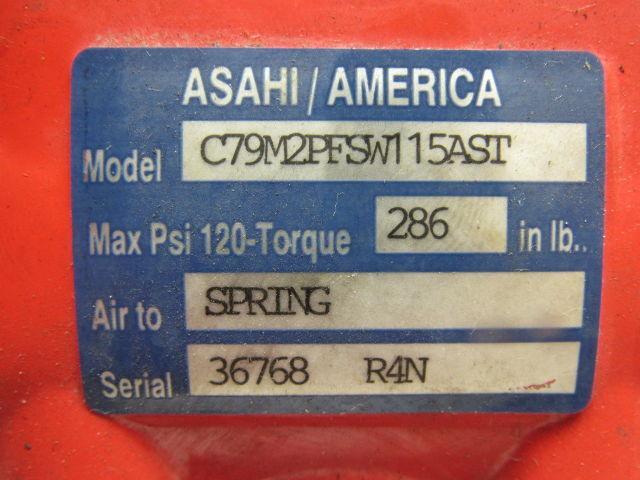 ASAHI / AMERICA
Model C79M2PFSW115AST
Max Psi 120-Torque 286 in lb..
Air to SPRING
Serial 36768 R4N